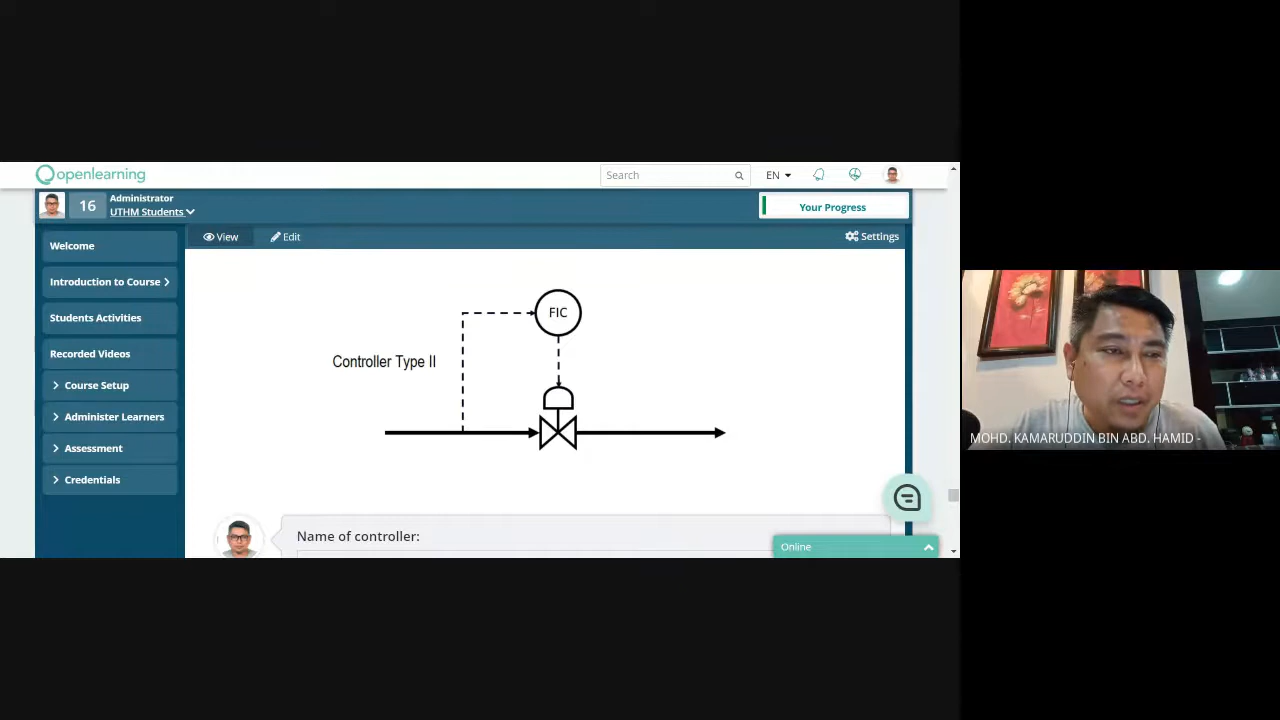 openlearning
Search
EN
16
Administrator
UTHM Students
Your Progress
Welcome
View
Edit
Settings
Introduction to Course
Students Activities
Recorded Videos
Course Setup
Administer Learners
Assessment
Credentials
FIC
Controller Type II
Name of controller:
Online
MOHD. KAMARUDDIN BIN ABD. HAMID -